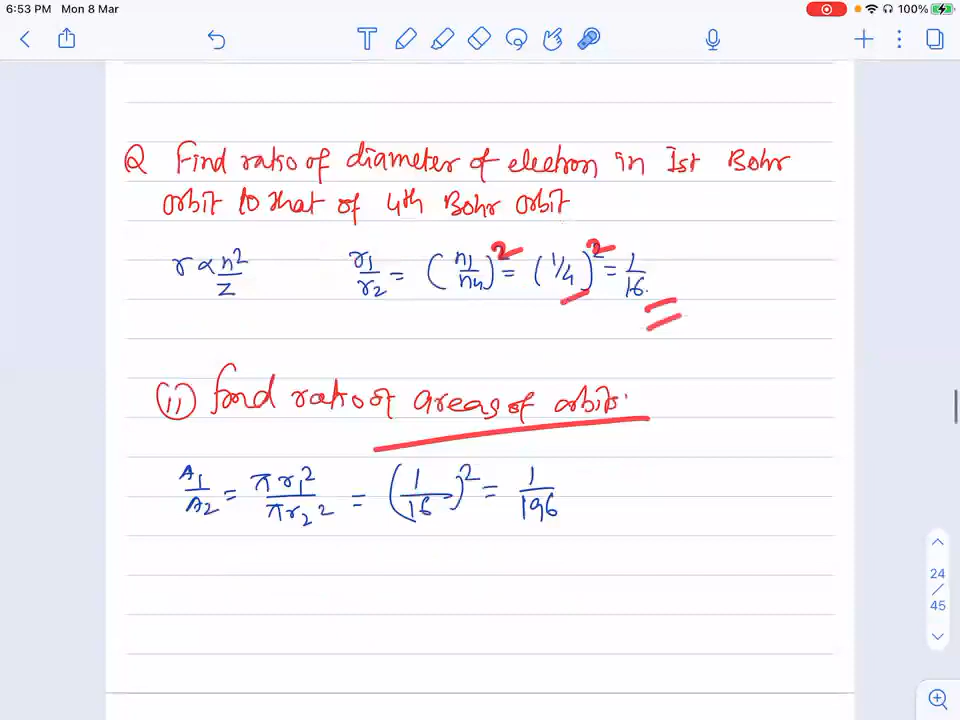 6:53 PM Mon 8 Mar 100%
Q Find ratio of diameter of electron in Ist Bohr
orbit to that of 4th Bohr orbit
r ∝ n²/Z r₁/r₂ = (n₁/n₄)² = (1/4)² = 1/16.
(ii) Find ratio of areas of orbits.
A₁/A₂ = πr₁²/πr₂² = (1/16)² = 1/196
24
/
45